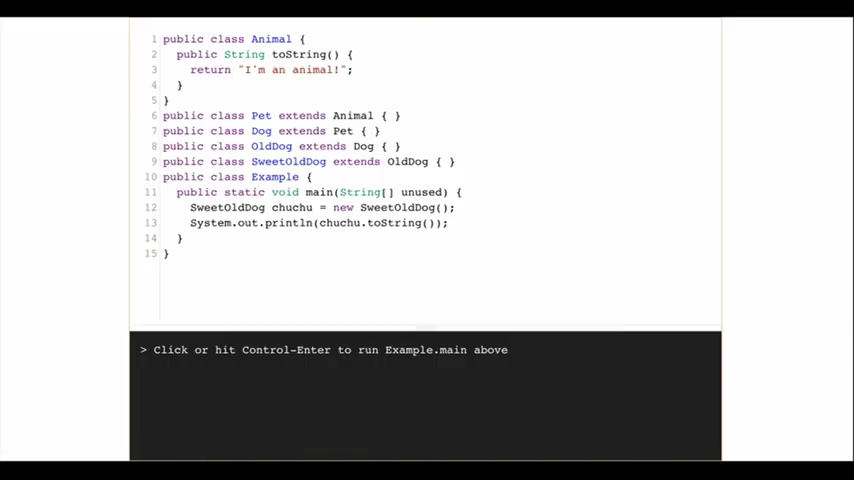 1 public class Animal {
2   public String toString() {
3     return "I'm an animal!";
4   }
5 }
6 public class Pet extends Animal { }
7 public class Dog extends Pet { }
8 public class OldDog extends Dog { }
9 public class SweetOldDog extends OldDog { }
10 public class Example {
11   public static void main(String[] unused) {
12     SweetOldDog chuchu = new SweetOldDog();
13     System.out.println(chuchu.toString());
14   }
15 }
> Click or hit Control-Enter to run Example.main above